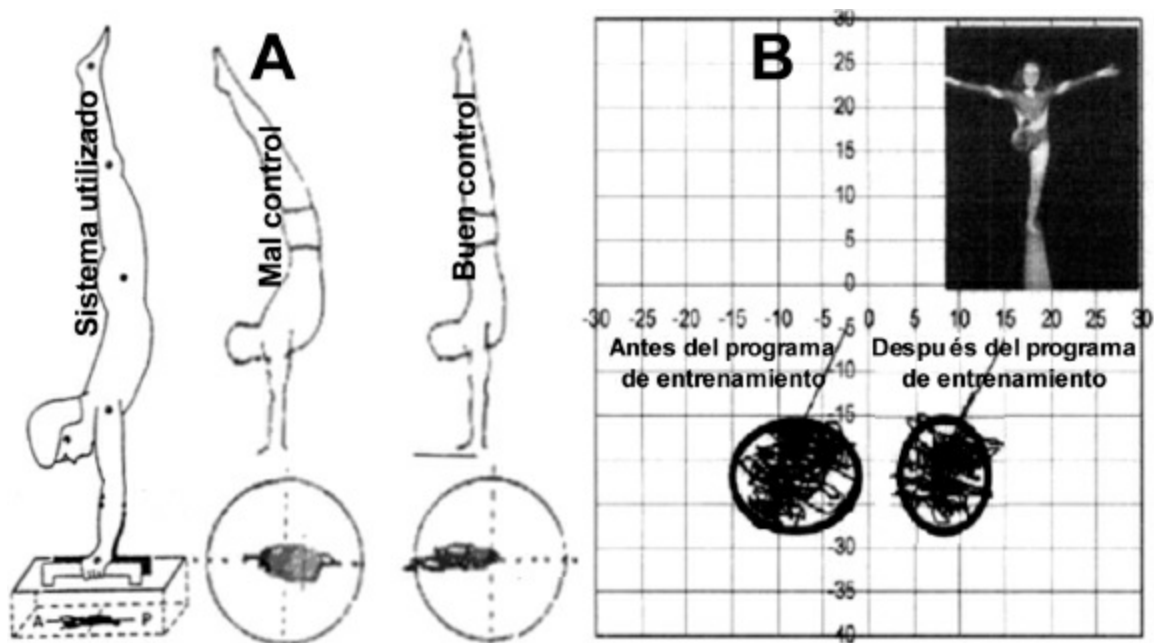 Sistema utilizado
A
Mal control
Buen control
A P
B
30
25
20
15
10
5
0
-30 -25 -20 -15 -10 -5 0 5 10 15 20 25 30
-5
Antes del programa
de entrenamiento
Después del programa
de entrenamiento
-10
-15
-20
-25
-30
-35
40